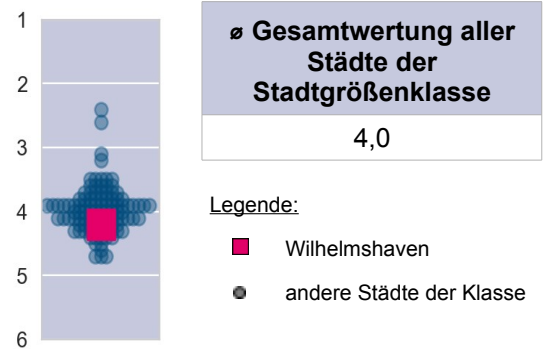 1
2
3
4
5
6
ø Gesamtwertung aller
Städte der
Stadtgrößenklasse
4,0
Legende:
Wilhelmshaven
andere Städte der Klasse